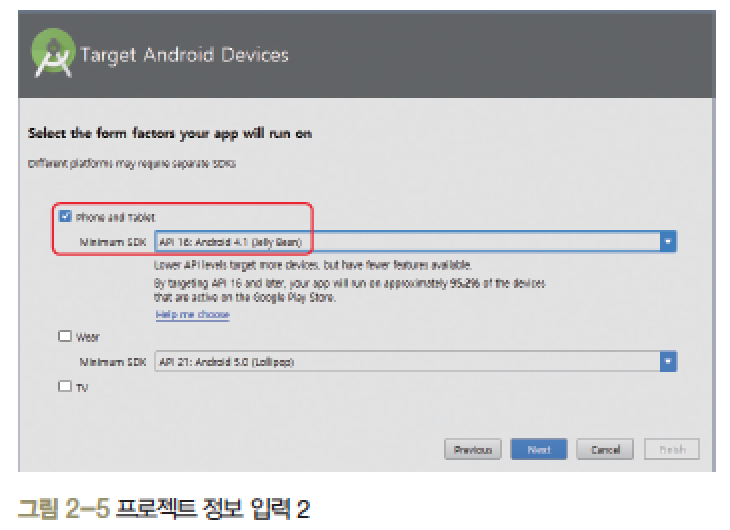 Target Android Devices
Select the form factors your app will run on
Different platforms may require separate SDKs
Phone and Tablet
Minimum SDK API 16: Android 4.1 (Jelly Bean)
Lower API levels target more devices, but have fewer features available.
By targeting API 16 and later, your app will run on approximately 95.2% of the devices
that are active on the Google Play Store.
Help me choose
Wear
Minimum SDK API 21: Android 5.0 (Lollipop)
TV
Previous Next Cancel Finish
그림 2-5 프로젝트 정보 입력 2